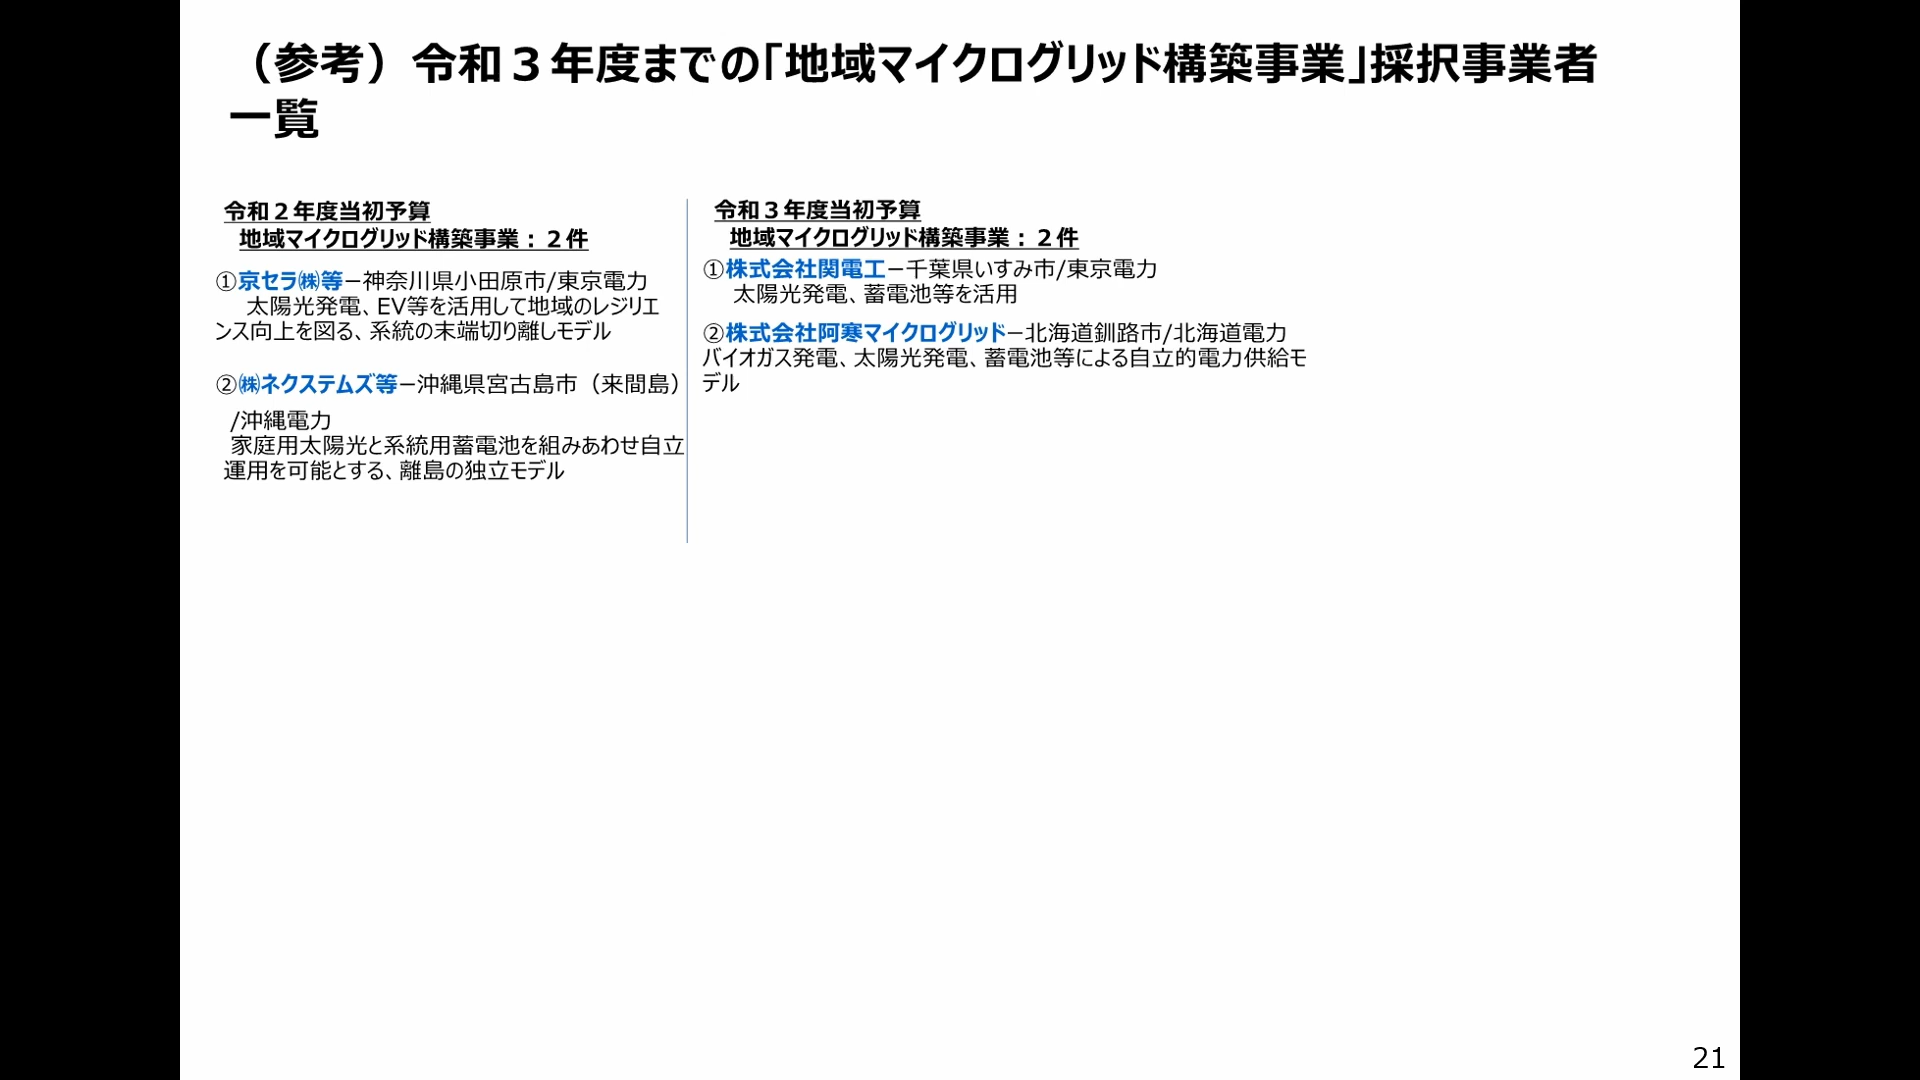 （参考）令和３年度までの「地域マイクログリッド構築事業」採択事業者
一覧
令和２年度当初予算
地域マイクログリッド構築事業：２件
①京セラ㈱等－神奈川県小田原市/東京電力
太陽光発電、EV等を活用して地域のレジリエ
ンス向上を図る、系統の末端切り離しモデル
②㈱ネクステムズ等－沖縄県宮古島市（来間島）
/沖縄電力
家庭用太陽光と系統用蓄電池を組みあわせ自立
運用を可能とする、離島の独立モデル
令和３年度当初予算
地域マイクログリッド構築事業：２件
①株式会社関電工－千葉県いすみ市/東京電力
太陽光発電、蓄電池等を活用
②株式会社阿寒マイクログリッド－北海道釧路市/北海道電力
バイオガス発電、太陽光発電、蓄電池等による自立的電力供給モ
デル
21